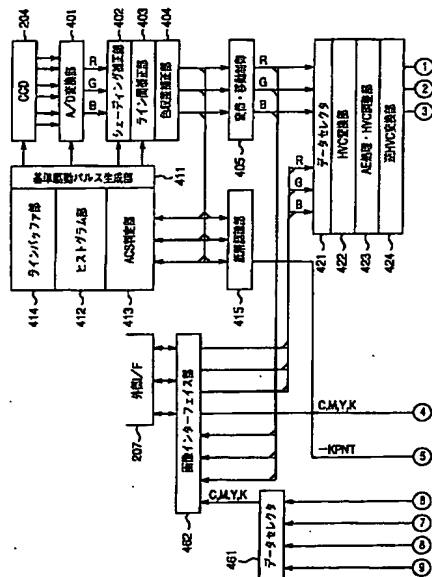 204
CCD
401
A/D変換部
R
G
B
402
シェーディング補正部
403
ライン間補正部
404
色収差補正部
405
変倍・移動制御
R
G
B
データセレクタ
421
HVC変換部
422
AE処理・HVC調整部
423
逆HVC変換部
424
1
2
3
基準駆動パルス生成部
411
414
ラインバッファ部
412
ヒストグラム部
413
ACS判定部
415
R
G
B
207
外部I/F
462
画像インターフェイス部
C,M,Y,K
4
―KPNT
5
C,M,Y,K
461
データセレクタ
6
7
8
9